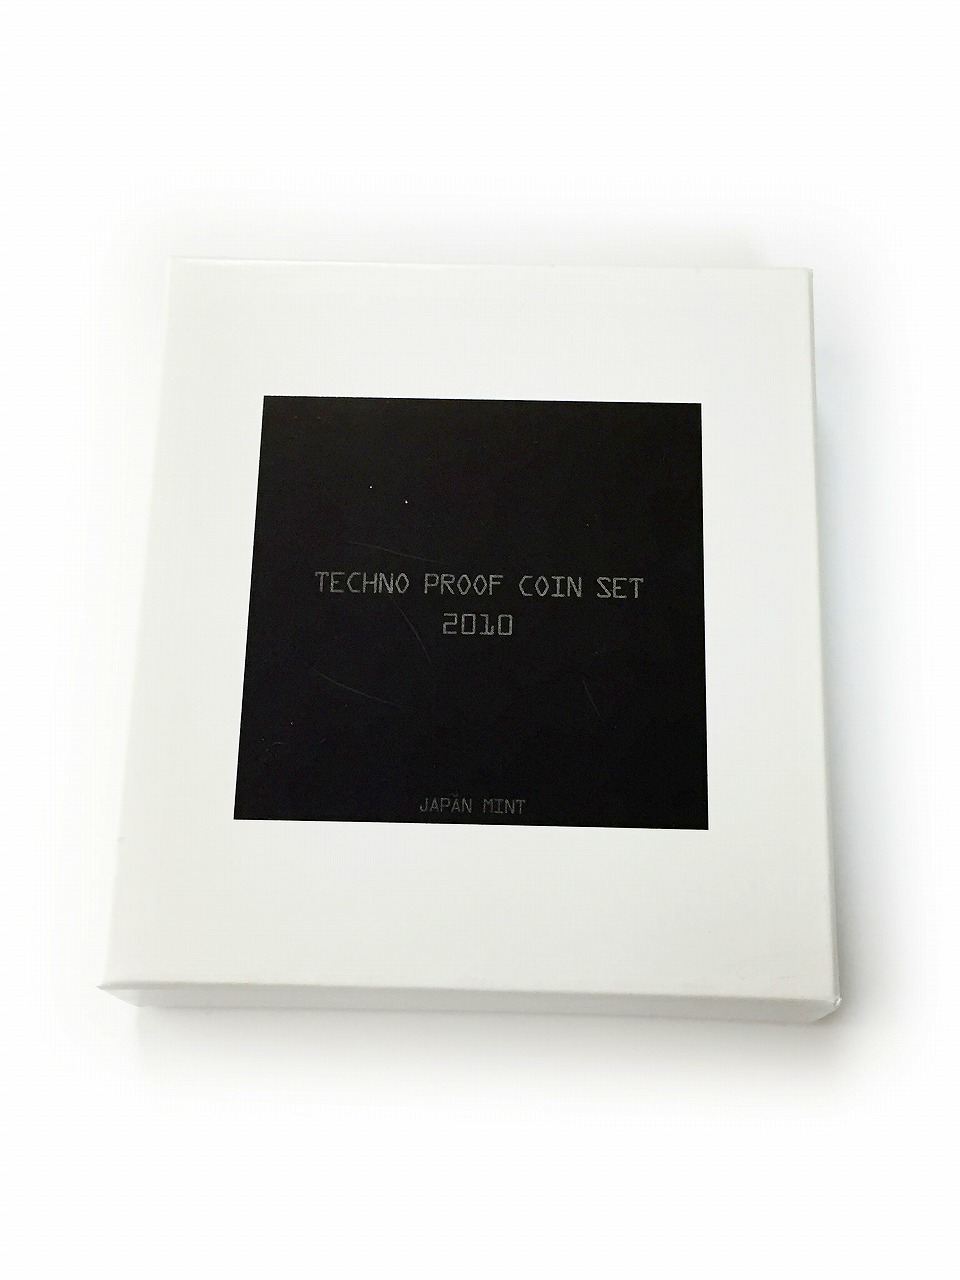 TECHNO PROOF COIN SET
2010
JAPAN MINT